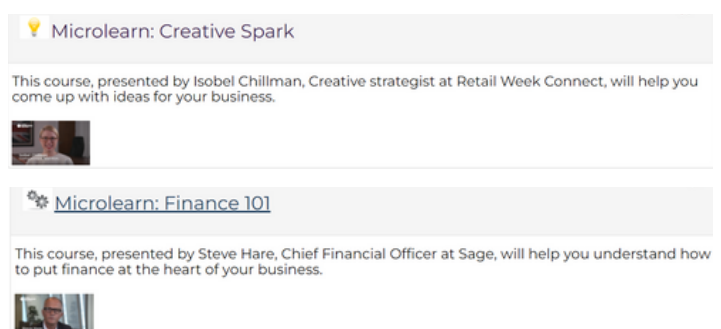 Microlearn: Creative Spark
This course, presented by Isobel Chillman, Creative strategist at Retail Week Connect, will help you
come up with ideas for your business.
Microlearn: Finance 101
This course, presented by Steve Hare, Chief Financial Officer at Sage, will help you understand how
to put finance at the heart of your business.